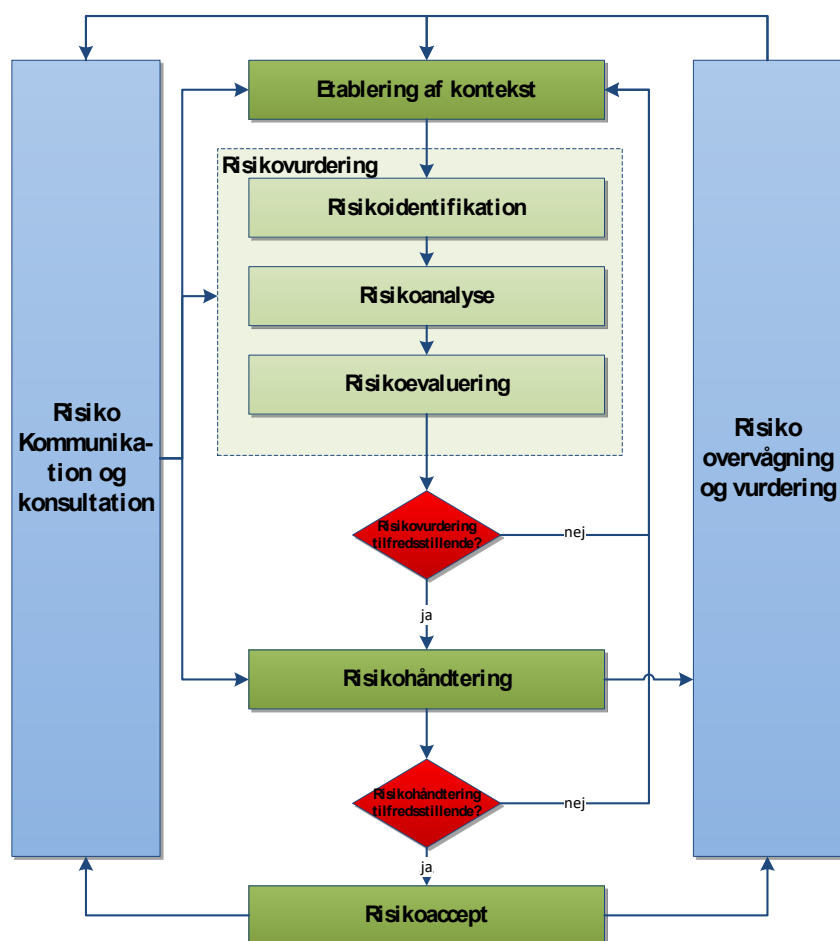 Etablering af kontekst
Risikovurdering
Risikoidentifikation
Risikoanalyse
Risikoevaluering
Risiko
Kommunika-
tion og
konsultation
Risiko
overvågning
og vurdering
Risikovurdering
tilfredsstillende?
nej
ja
Risikohåndtering
Risikohåndtering
tilfredsstillende?
nej
ja
Risikoaccept